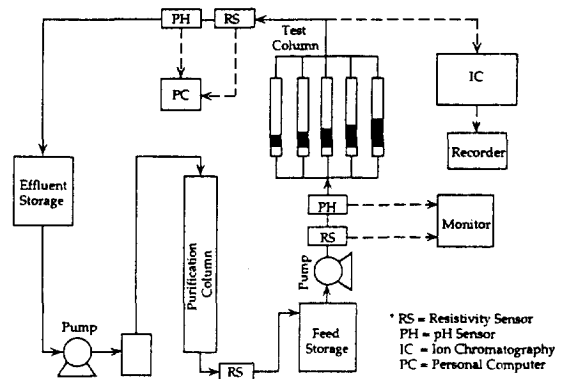 PH
RS
Test
Column
IC
PC
Recorder
Effluent
Storage
Purification
Column
PH
Monitor
RS
Pump
Pump
Feed
Storage
RS
* RS = Resistivity Sensor
PH = pH Sensor
IC = Ion Chromatography
PC = Personal Computer